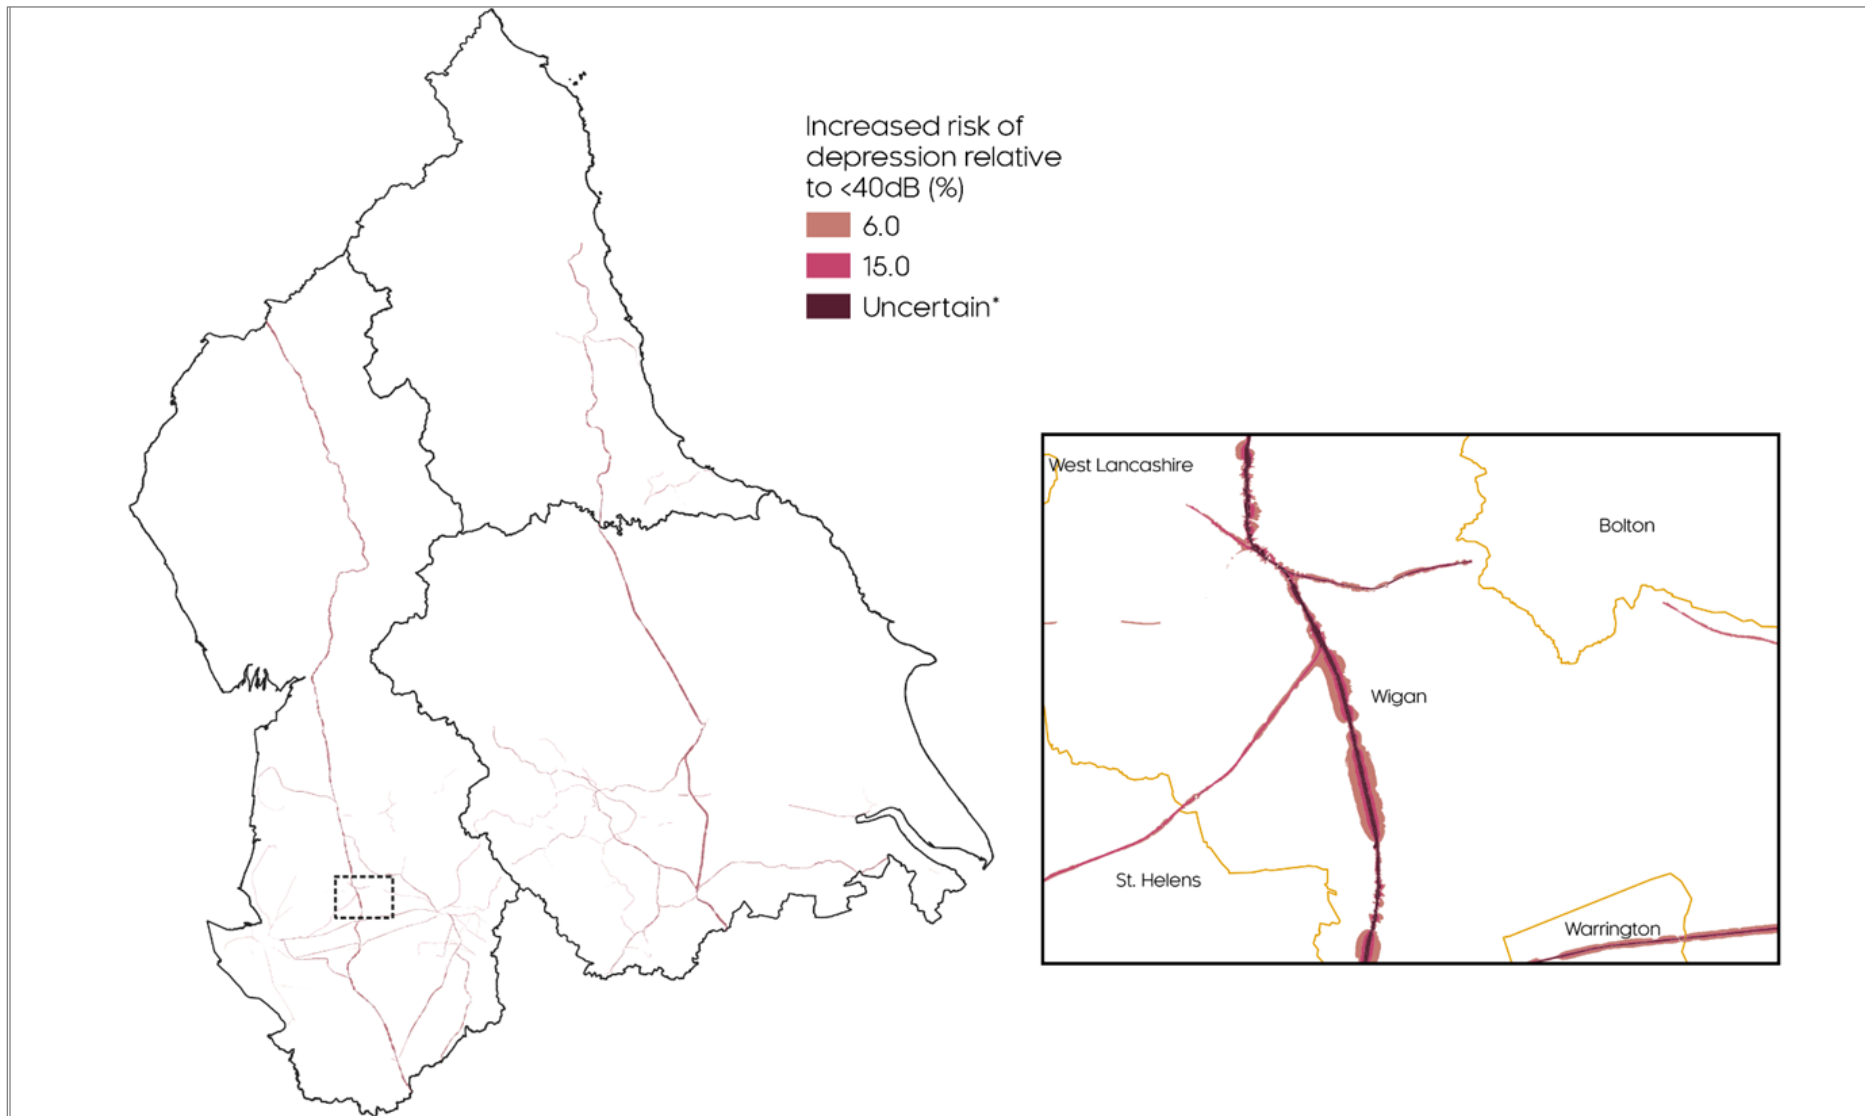 Increased risk of
depression relative
to <40dB (%)
6.0
15.0
Uncertain*
West Lancashire
Bolton
Wigan
St. Helens
Warrington